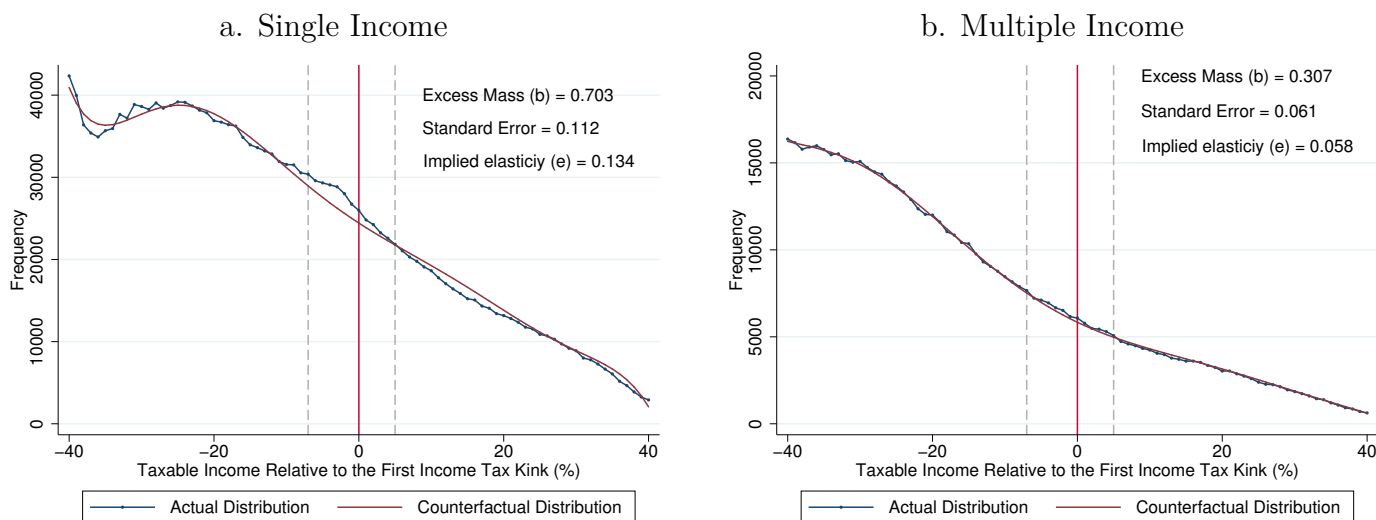 a. Single Income
Excess Mass (b) = 0.703
Standard Error = 0.112
Implied elasticiy (e) = 0.134
Frequency
40000
30000
20000
10000
0
−40
−20
0
20
40
Taxable Income Relative to the First Income Tax Kink (%)
Actual Distribution
Counterfactual Distribution
b. Multiple Income
Excess Mass (b) = 0.307
Standard Error = 0.061
Implied elasticiy (e) = 0.058
Frequency
20000
15000
10000
5000
0
−40
−20
0
20
40
Taxable Income Relative to the First Income Tax Kink (%)
Actual Distribution
Counterfactual Distribution